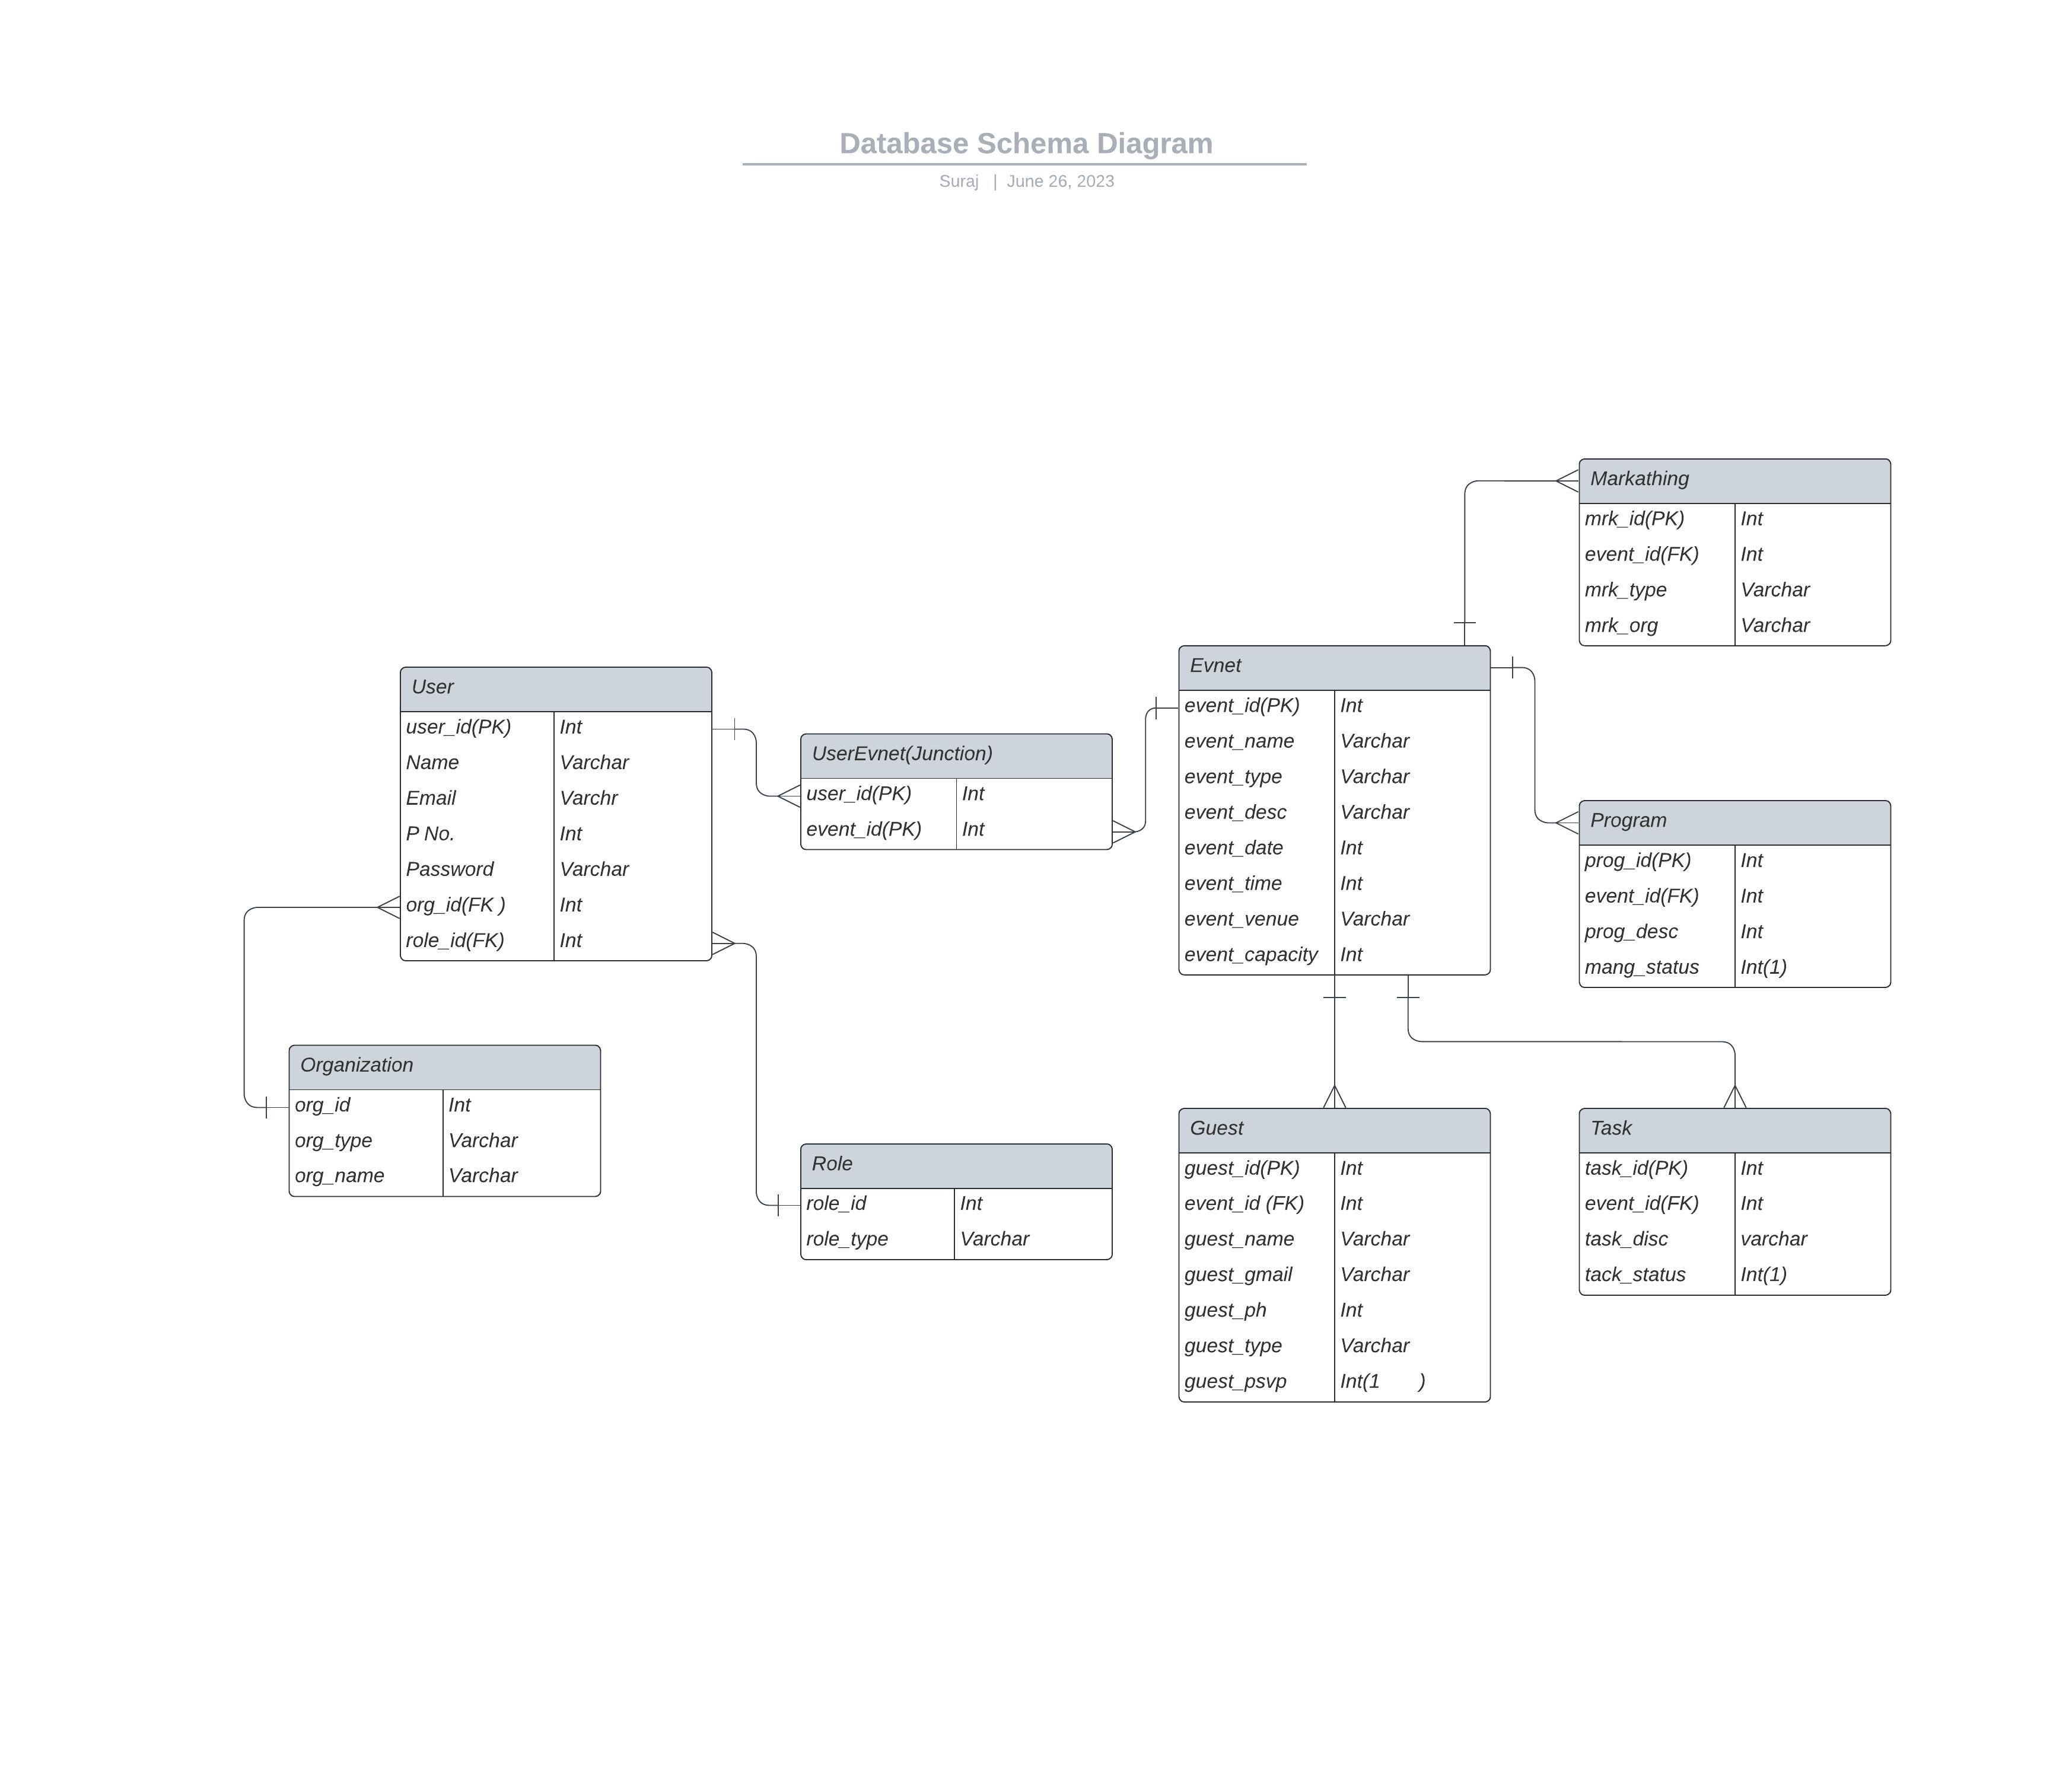 Database Schema Diagram
Suraj | June 26, 2023
Markathing
mrk_id(PK) Int
event_id(FK) Int
mrk_type Varchar
mrk_org Varchar
User
user_id(PK) Int
Name Varchar
Email Varchr
P No. Int
Password Varchar
org_id(FK ) Int
role_id(FK) Int
UserEvnet(Junction)
user_id(PK) Int
event_id(PK) Int
Evnet
event_id(PK) Int
event_name Varchar
event_type Varchar
event_desc Varchar
event_date Int
event_time Int
event_venue Varchar
event_capacity Int
Program
prog_id(PK) Int
event_id(FK) Int
prog_desc Int
mang_status Int(1)
Organization
org_id Int
org_type Varchar
org_name Varchar
Role
role_id Int
role_type Varchar
Guest
guest_id(PK) Int
event_id (FK) Int
guest_name Varchar
guest_gmail Varchar
guest_ph Int
guest_type Varchar
guest_psvp Int(1 )
Task
task_id(PK) Int
event_id(FK) Int
task_disc varchar
tack_status Int(1)